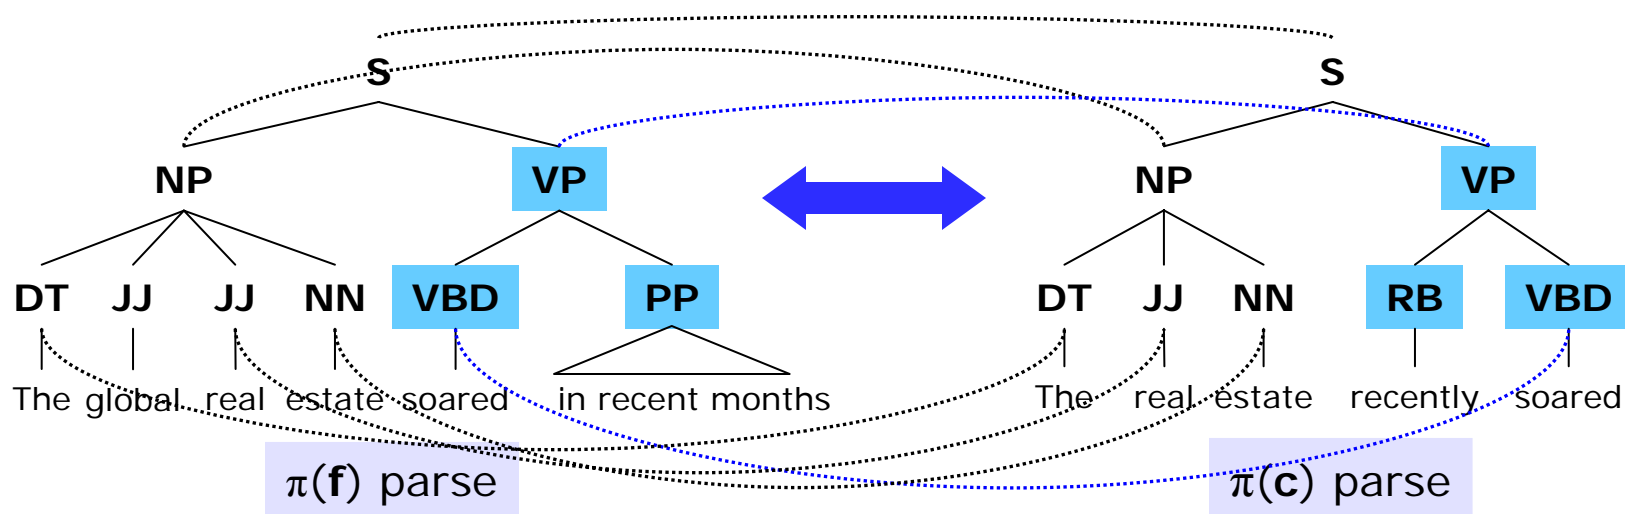 S S
NP VP NP VP
DT JJ JJ NN VBD PP DT JJ NN RB VBD
The global real estate soared in recent months The real estate recently soared
π(f) parse π(c) parse